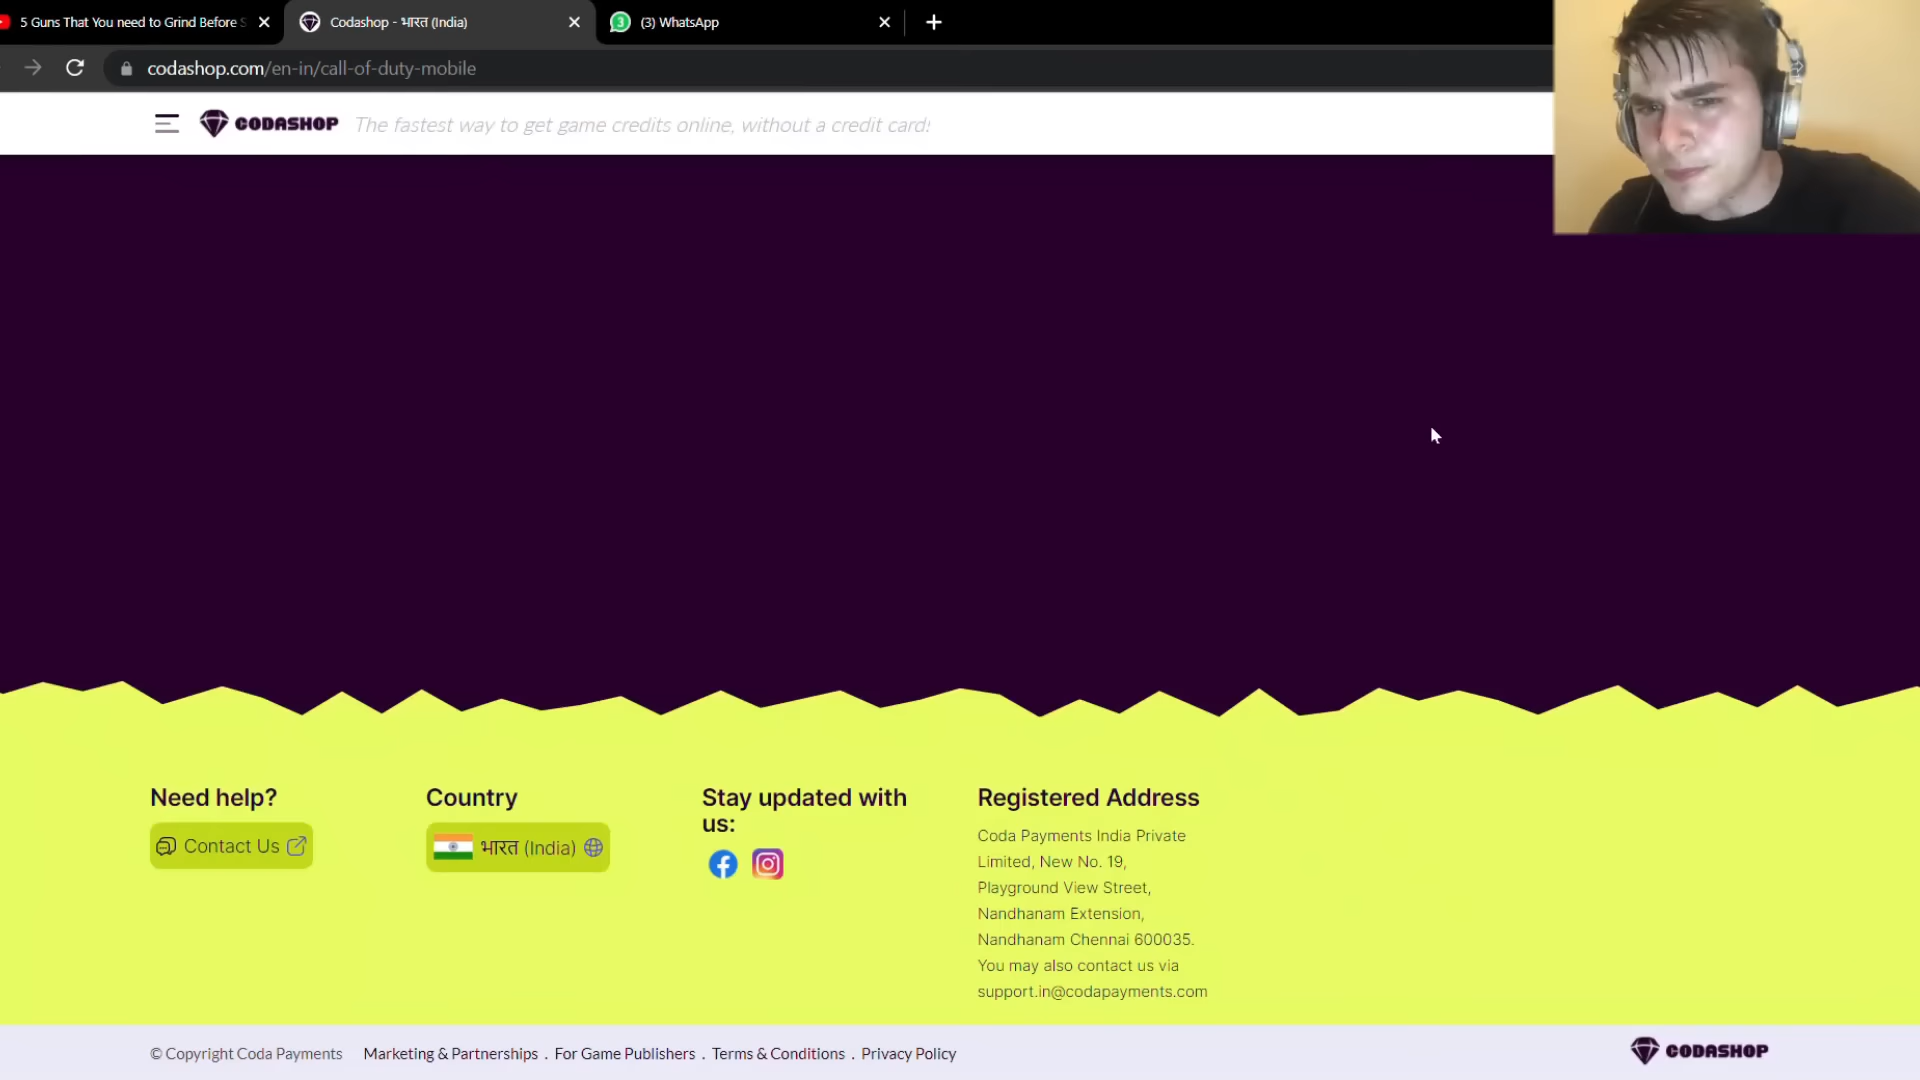 5 Guns That You need to Grind Before S
Codashop - भारत (India)
3
(3) WhatsApp
codashop.com/en-in/call-of-duty-mobile
CODASHOP
The fastest way to get game credits online, without a credit card!
Need help?
Contact Us
Country
भारत (India)
Stay updated with
us:
Registered Address
Coda Payments India Private
Limited, New No. 19,
Playground View Street,
Nandhanam Extension,
Nandhanam Chennai 600035.
You may also contact us via
support.in@codapayments.com
© Copyright Coda Payments
Marketing & Partnerships . For Game Publishers . Terms & Conditions . Privacy Policy
CODASHOP